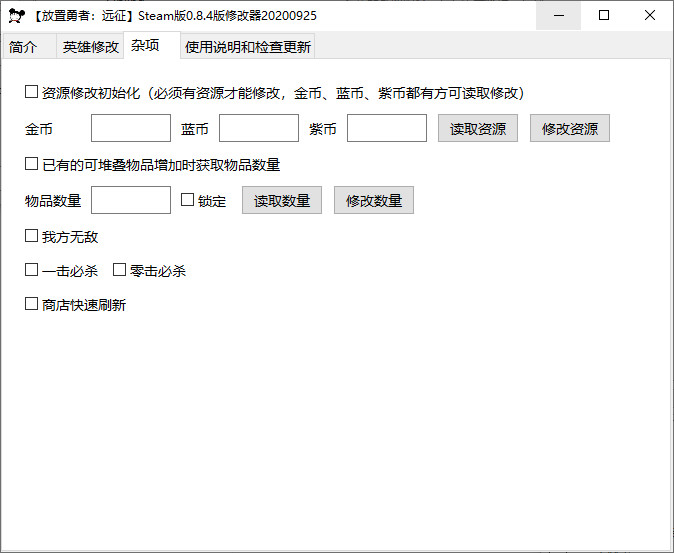 【放置勇者：远征】Steam版0.8.4版修改器20200925
简介 英雄修改 杂项 使用说明和检查更新
资源修改初始化（必须有资源才能修改，金币、蓝币、紫币都有方可读取修改）
金币 蓝币 紫币 读取资源 修改资源
已有的可堆叠物品增加时获取物品数量
物品数量 锁定 读取数量 修改数量
我方无敌
一击必杀 零击必杀
商店快速刷新